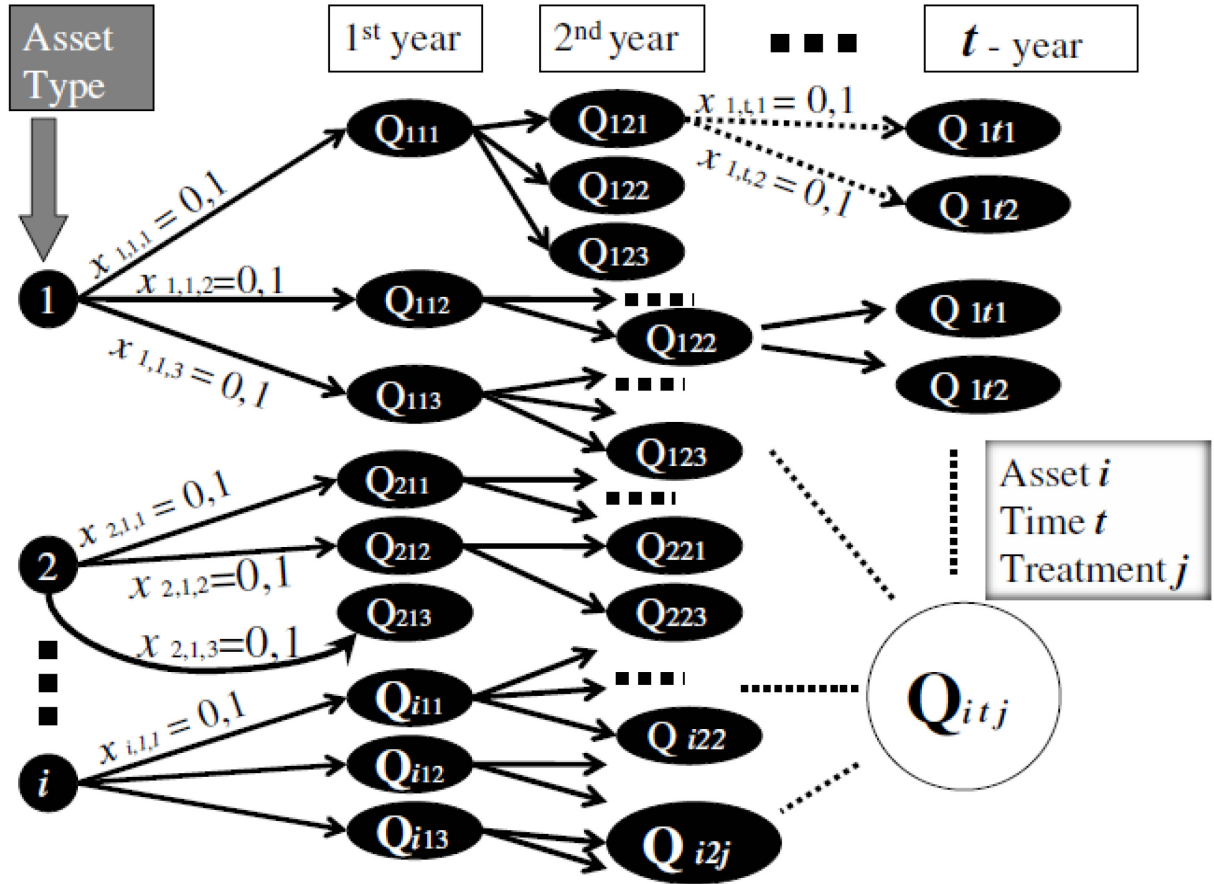 Asset
Type
1st year
2nd year
t - year
x 1,1,1 = 0,1
x 1,1,2=0,1
x 1,1,3 = 0,1
1
Q111
Q112
Q113
Q121
Q122
Q123
x 1,t,1 = 0,1
x 1,t,2 = 0,1
Q 1t1
Q 1t2
Q122
Q 1t1
Q 1t2
Q123
Asset i
Time t
Treatment j
2
x 2,1,1 = 0,1
x 2,1,2=0,1
x 2,1,3=0,1
Q211
Q212
Q213
Q221
Q223
i
x i,1,1 = 0,1
Qi11
Qi12
Qi13
Q i22
Q i2j
Q i t j